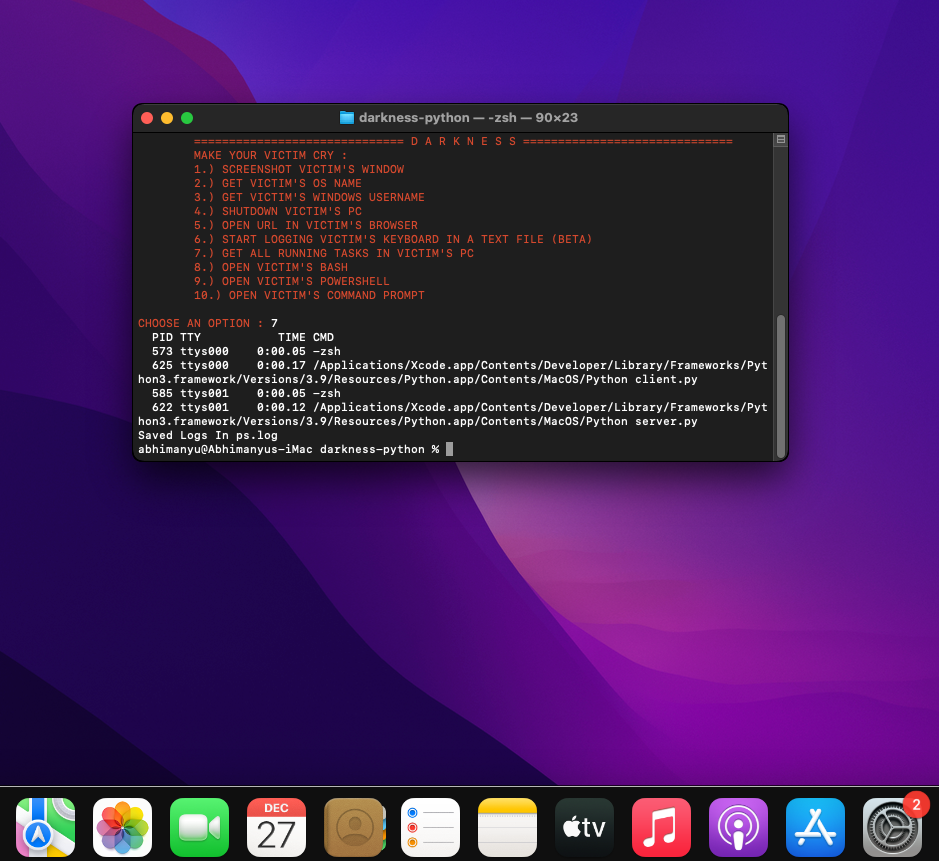 darkness-python — -zsh — 90×23
============================== D A R K N E S S ==============================
MAKE YOUR VICTIM CRY :
1.) SCREENSHOT VICTIM'S WINDOW
2.) GET VICTIM'S OS NAME
3.) GET VICTIM'S WINDOWS USERNAME
4.) SHUTDOWN VICTIM'S PC
5.) OPEN URL IN VICTIM'S BROWSER
6.) START LOGGING VICTIM'S KEYBOARD IN A TEXT FILE (BETA)
7.) GET ALL RUNNING TASKS IN VICTIM'S PC
8.) OPEN VICTIM'S BASH
9.) OPEN VICTIM'S POWERSHELL
10.) OPEN VICTIM'S COMMAND PROMPT
CHOOSE AN OPTION : 7
PID TTY TIME CMD
573 ttys000 0:00.05 -zsh
625 ttys000 0:00.17 /Applications/Xcode.app/Contents/Developer/Library/Frameworks/Pyt
hon3.framework/Versions/3.9/Resources/Python.app/Contents/MacOS/Python client.py
585 ttys001 0:00.05 -zsh
622 ttys001 0:00.12 /Applications/Xcode.app/Contents/Developer/Library/Frameworks/Pyt
hon3.framework/Versions/3.9/Resources/Python.app/Contents/MacOS/Python server.py
Saved Logs In ps.log
abhimanyu@Abhimanyus-iMac darkness-python %
DEC
27
tv
2